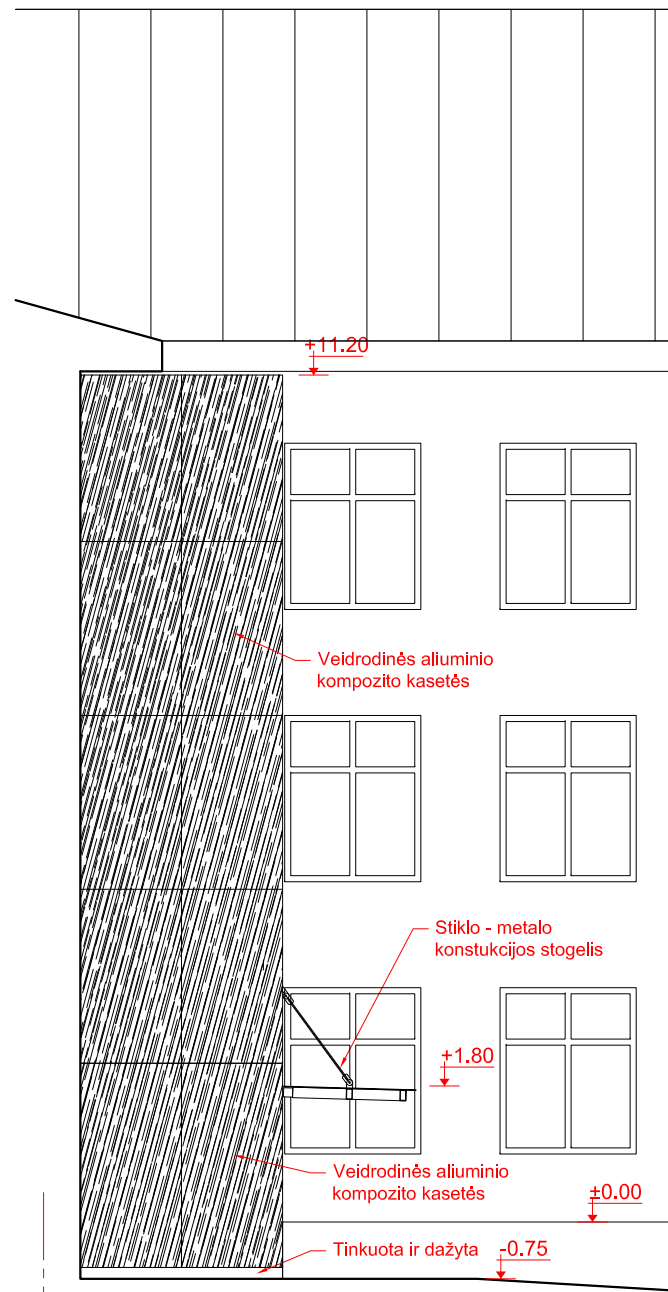 +11.20
Veidrodinės aliuminio
kompozito kasetės
Stiklo - metalo
konstukcijos stogelis
+1.80
Veidrodinės aliuminio
kompozito kasetės
±0.00
Tinkuota ir dažyta
-0.75